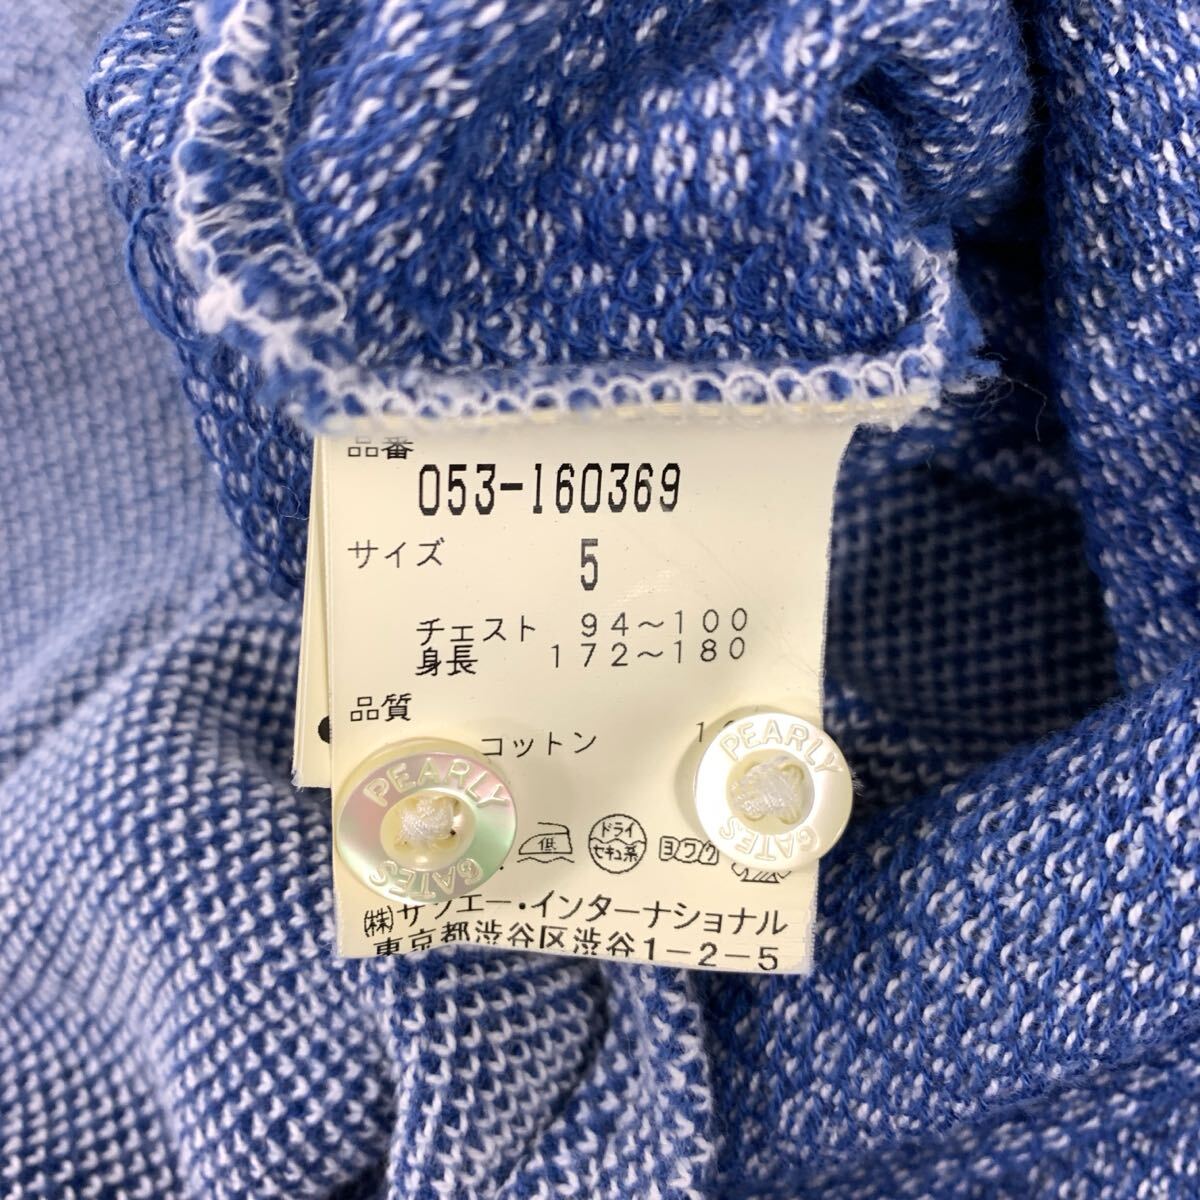 品番
053-160369
サイズ 5
チェスト 94～100
身長 172～180
品質
コットン
PEARLY GATES
PEARLY GATES
低 ドライ セキユ系 ヨワク
㈱サンエー・インターナショナル
東京都渋谷区渋谷1-2-5